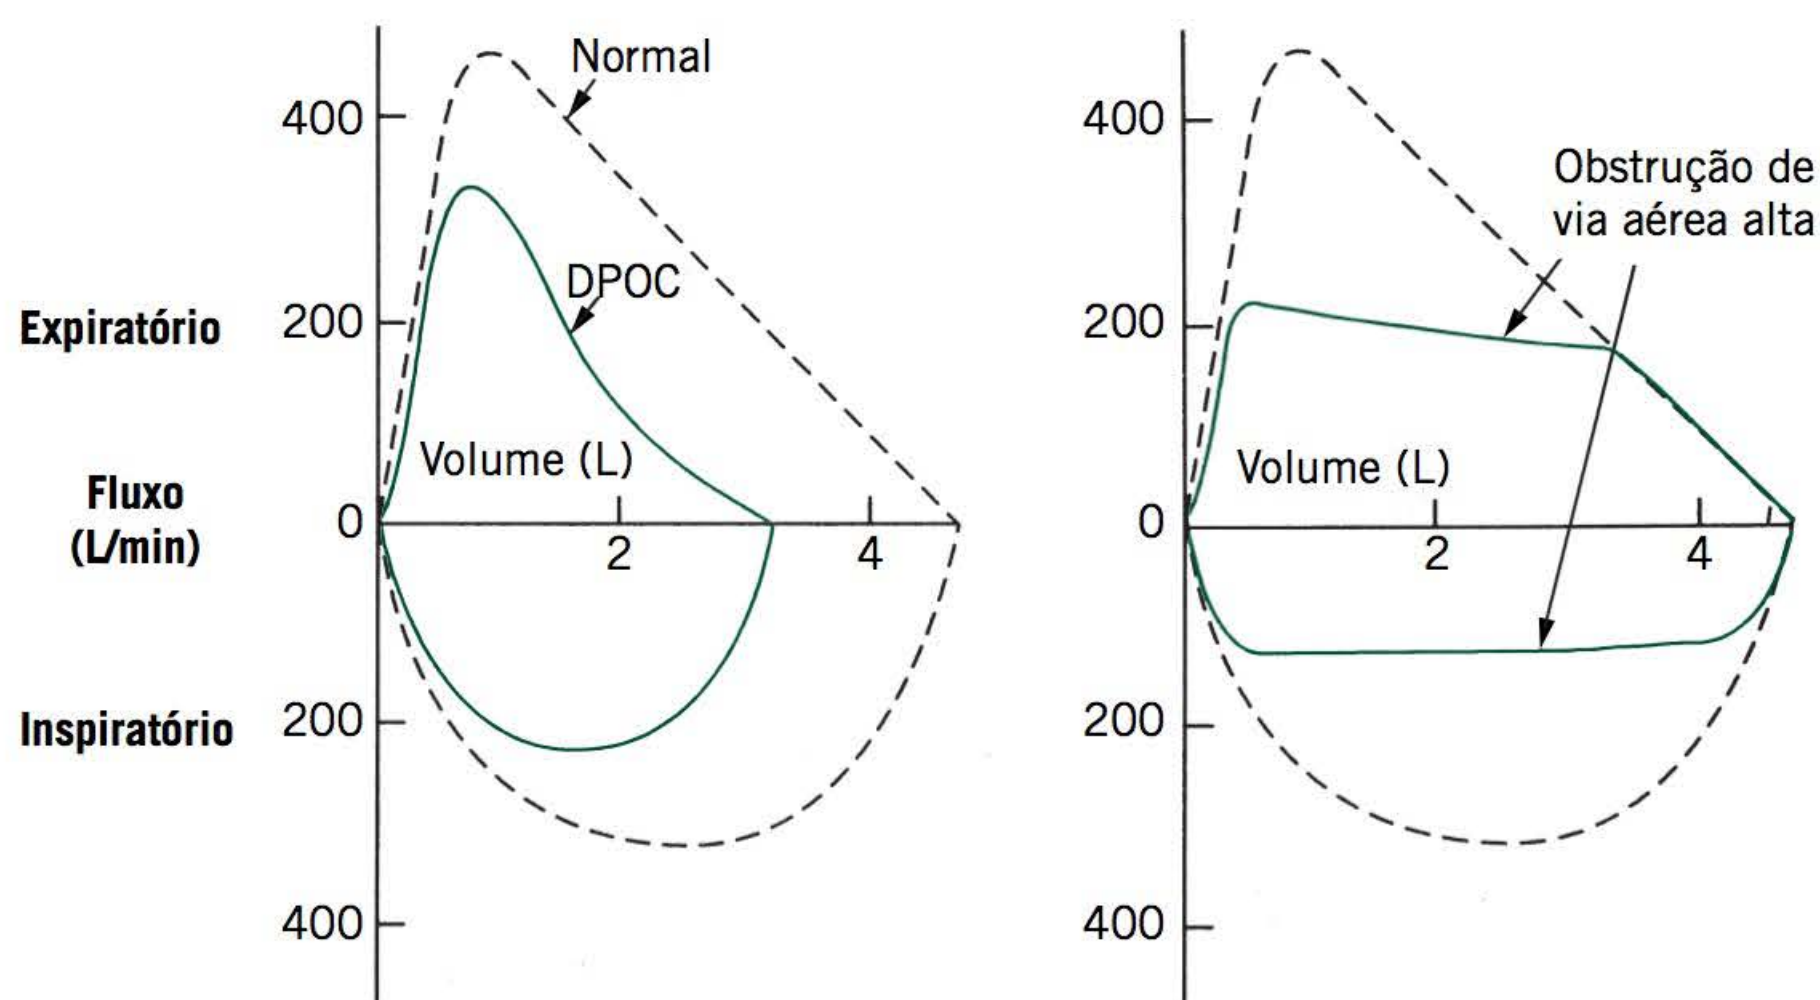 Normal
400
DPOC
Expiratório
200
Volume (L)
Fluxo
(L/min)
0
2
4
Inspiratório
200
400
400
Obstrução de
via aérea alta
200
Volume (L)
0
2
4
200
400